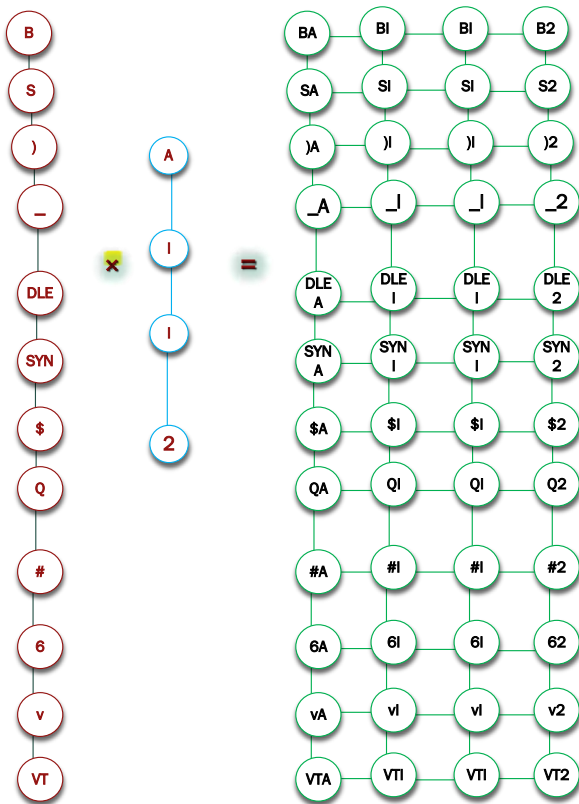 B
S
)
_
DLE
SYN
$
Q
#
6
v
VT
×
A
I
I
2
=
BA BI BI B2
SA SI SI S2
)A )I )I )2
_A _I _I _2
DLE A DLE I DLE I DLE 2
SYN A SYN I SYN I SYN 2
$A $I $I $2
QA QI QI Q2
#A #I #I #2
6A 6I 6I 62
vA vI vI v2
VTA VTI VTI VT2